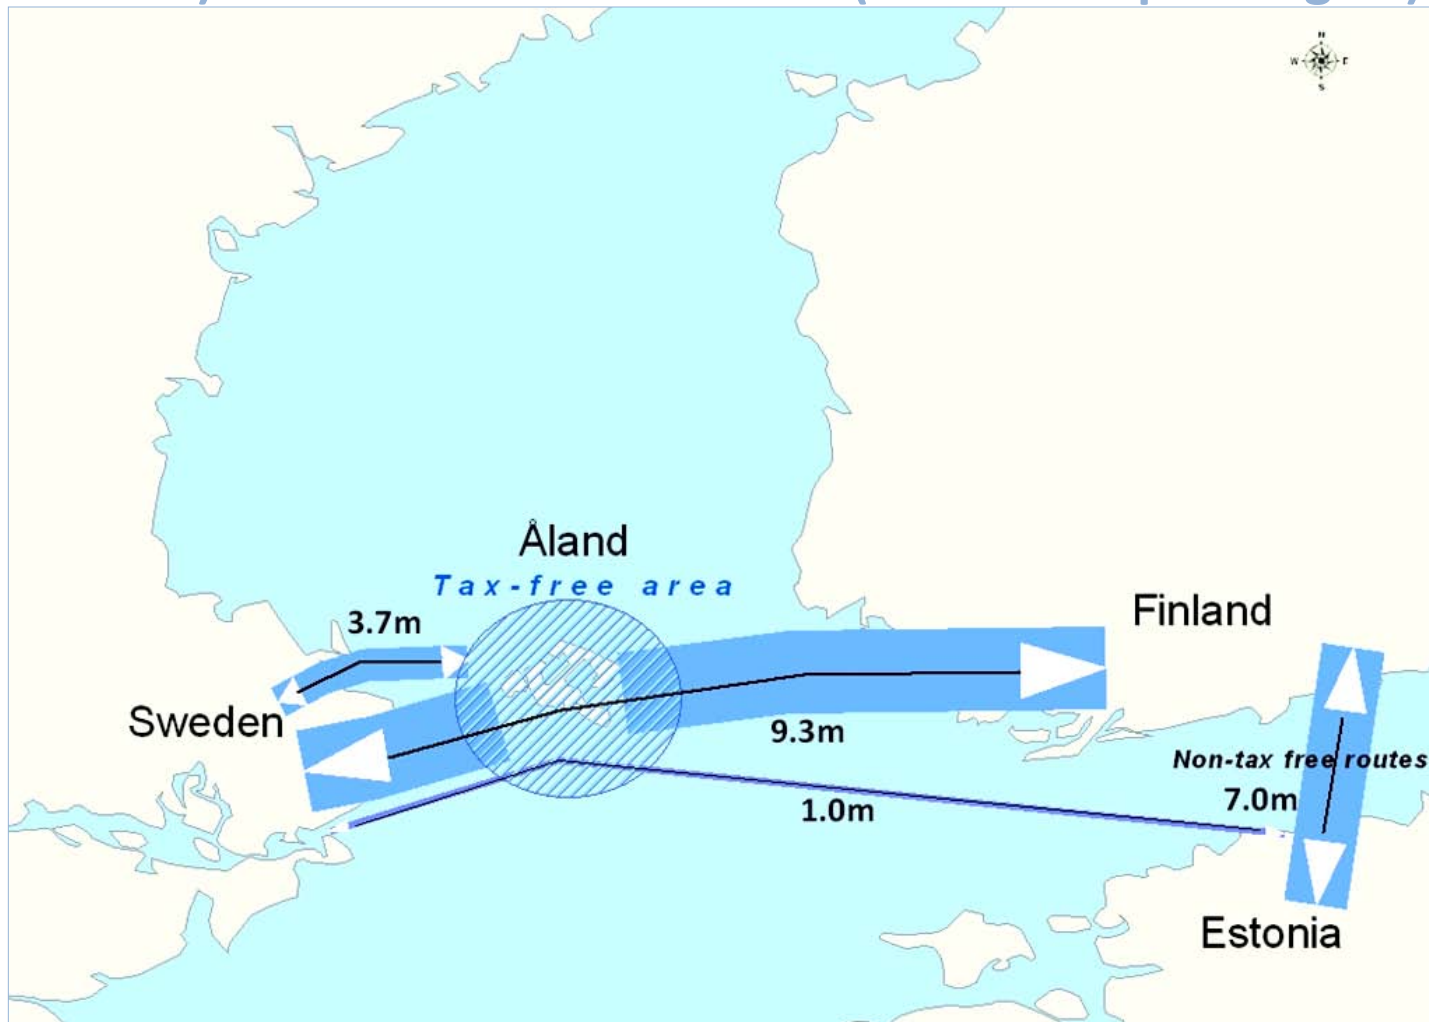 N
W E
S
Åland
Tax-free area
3.7m
Finland
Sweden
9.3m
Non-tax free routes
7.0m
1.0m
Estonia